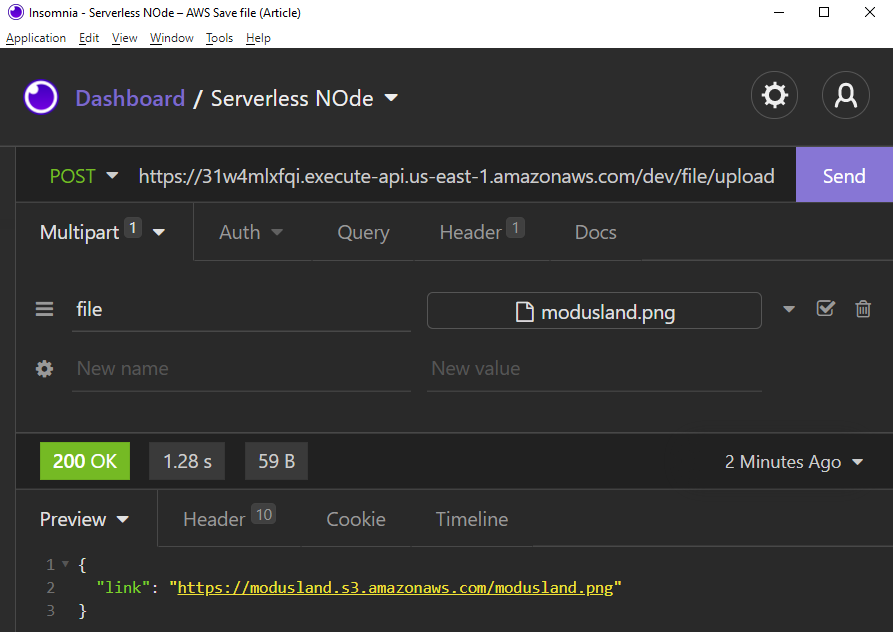 Insomnia - Serverless NOde – AWS Save file (Article)
Application Edit View Window Tools Help
Dashboard / Serverless NOde
POST https://31w4mlxfqi.execute-api.us-east-1.amazonaws.com/dev/file/upload Send
Multipart 1 Auth Query Header 1 Docs
file modusland.png
New name New value
200 OK 1.28 s 59 B 2 Minutes Ago
Preview Header 10 Cookie Timeline
1 {
2 "link": "https://modusland.s3.amazonaws.com/modusland.png"
3 }